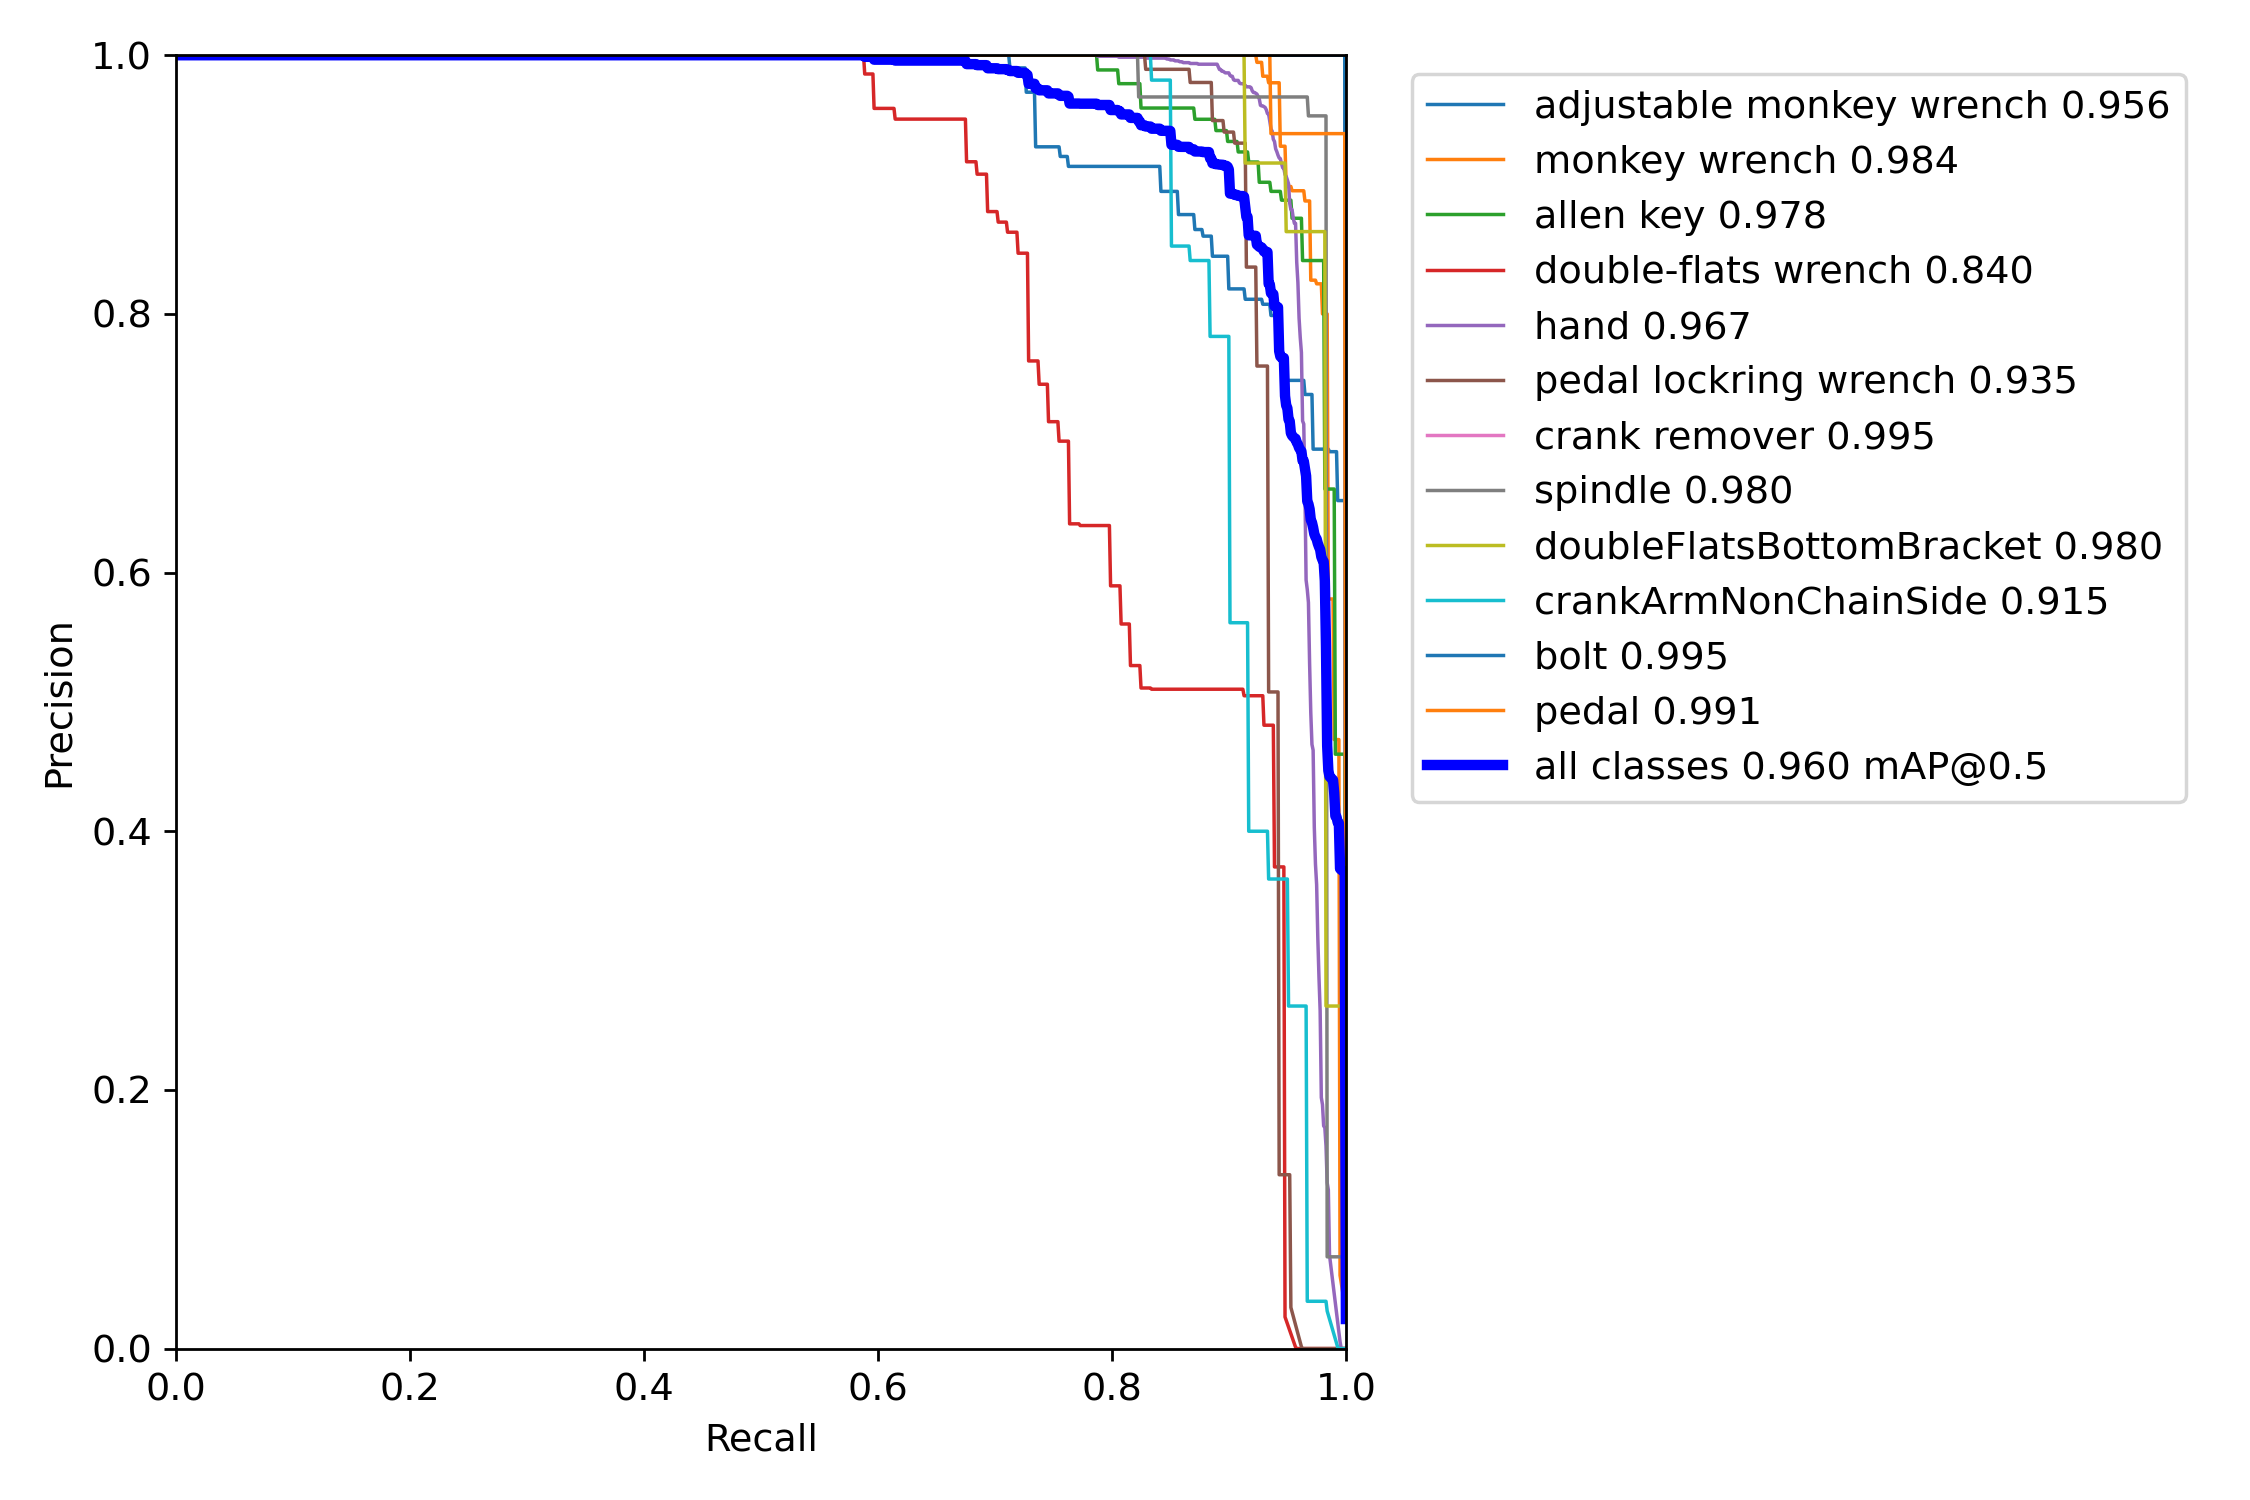 1.0
0.8
0.6
0.4
0.2
0.0
Precision
0.0 0.2 0.4 0.6 0.8 1.0
Recall
adjustable monkey wrench 0.956
monkey wrench 0.984
allen key 0.978
double-flats wrench 0.840
hand 0.967
pedal lockring wrench 0.935
crank remover 0.995
spindle 0.980
doubleFlatsBottomBracket 0.980
crankArmNonChainSide 0.915
bolt 0.995
pedal 0.991
all classes 0.960 mAP@0.5